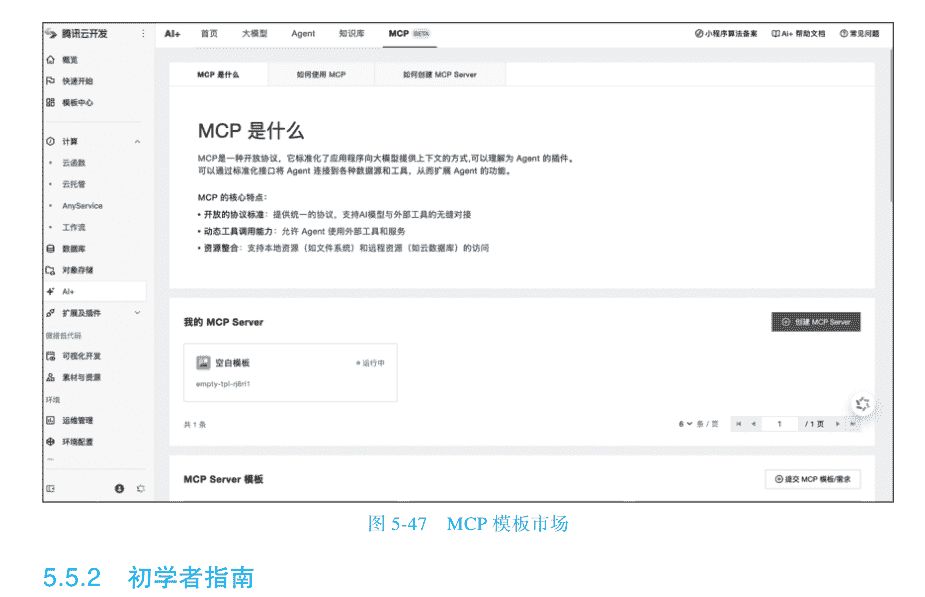 腾讯云开发
AI+ 首页 大模型 Agent 知识库 MCP BETA
小程序算法备案 AI+ 帮助文档 常见问题
概览
快速开始
模板中心
计算
云函数
云托管
AnyService
工作流
数据库
对象存储
AI+
扩展及插件
微搭低代码
可视化开发
素材与资源
环境
运维管理
环境配置
MCP 是什么 如何使用 MCP 如何创建 MCP Server
MCP 是什么
MCP是一种开放协议，它标准化了应用程序向大模型提供上下文的方式,可以理解为 Agent 的插件。
可以通过标准化接口将 Agent 连接到各种数据源和工具，从而扩展 Agent 的功能。
MCP 的核心特点：
• 开放的协议标准：提供统一的协议，支持AI模型与外部工具的无缝对接
• 动态工具调用能力：允许 Agent 使用外部工具和服务
• 资源整合：支持本地资源（如文件系统）和远程资源（如云数据库）的访问
我的 MCP Server
创建 MCP Server
空白模板 运行中
empty-tpl-rj6rl1
共 1 条
6 条 / 页 1 / 1 页
MCP Server 模板
提交 MCP 模板/需求
图 5-47 MCP 模板市场
5.5.2 初学者指南